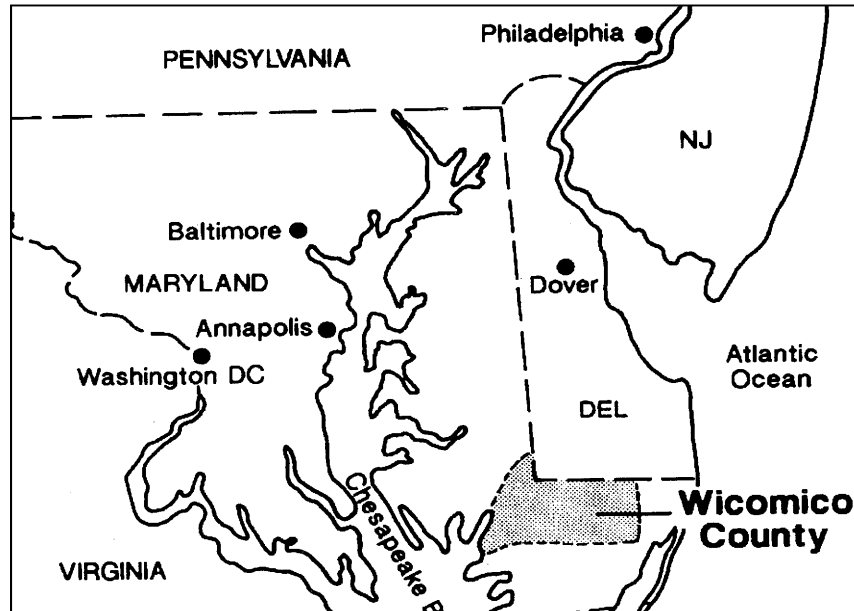 Philadelphia
PENNSYLVANIA
NJ
Baltimore
MARYLAND
Dover
Annapolis
Washington DC
Atlantic
Ocean
DEL
Chesapeake
Wicomico
County
VIRGINIA